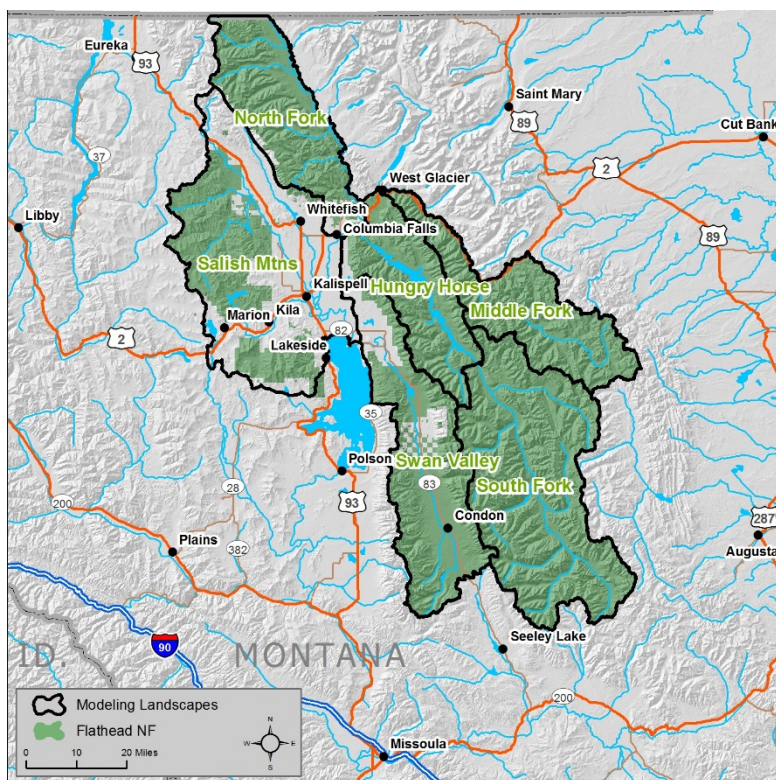 Eureka
93
Saint Mary
89
Cut Bank
North Fork
37
2
West Glacier
Libby
Whitefish
Columbia Falls
89
Salish Mtns
Hungry Horse
Kalispell
Middle Fork
Marion
Kila
2
82
Lakeside
35
Swan Valley
Polson
83
South Fork
28
93
200
Condon
287
Plains
382
Augusta
90
ID.
MONTANA
Seeley Lake
200
Modeling Landscapes
Flathead NF
N
W
E
S
0 10 20 Miles
Missoula